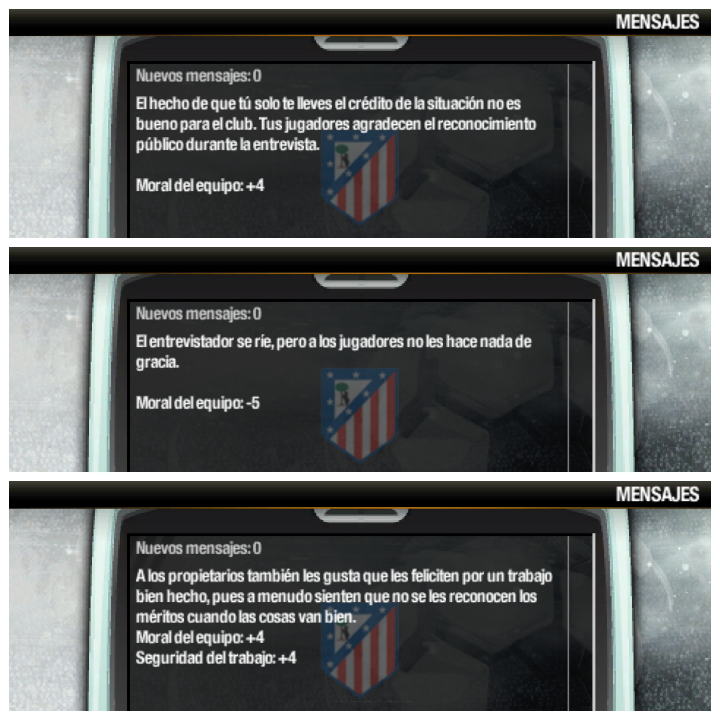 MENSAJES
Nuevos mensajes: 0
El hecho de que tú solo te lleves el crédito de la situación no es
bueno para el club. Tus jugadores agradecen el reconocimiento
público durante la entrevista.
Moral del equipo: +4
MENSAJES
Nuevos mensajes: 0
El entrevistador se ríe, pero a los jugadores no les hace nada de
gracia.
Moral del equipo: -5
MENSAJES
Nuevos mensajes: 0
A los propietarios también les gusta que les feliciten por un trabajo
bien hecho, pues a menudo sienten que no se les reconocen los
méritos cuando las cosas van bien.
Moral del equipo: +4
Seguridad del trabajo: +4